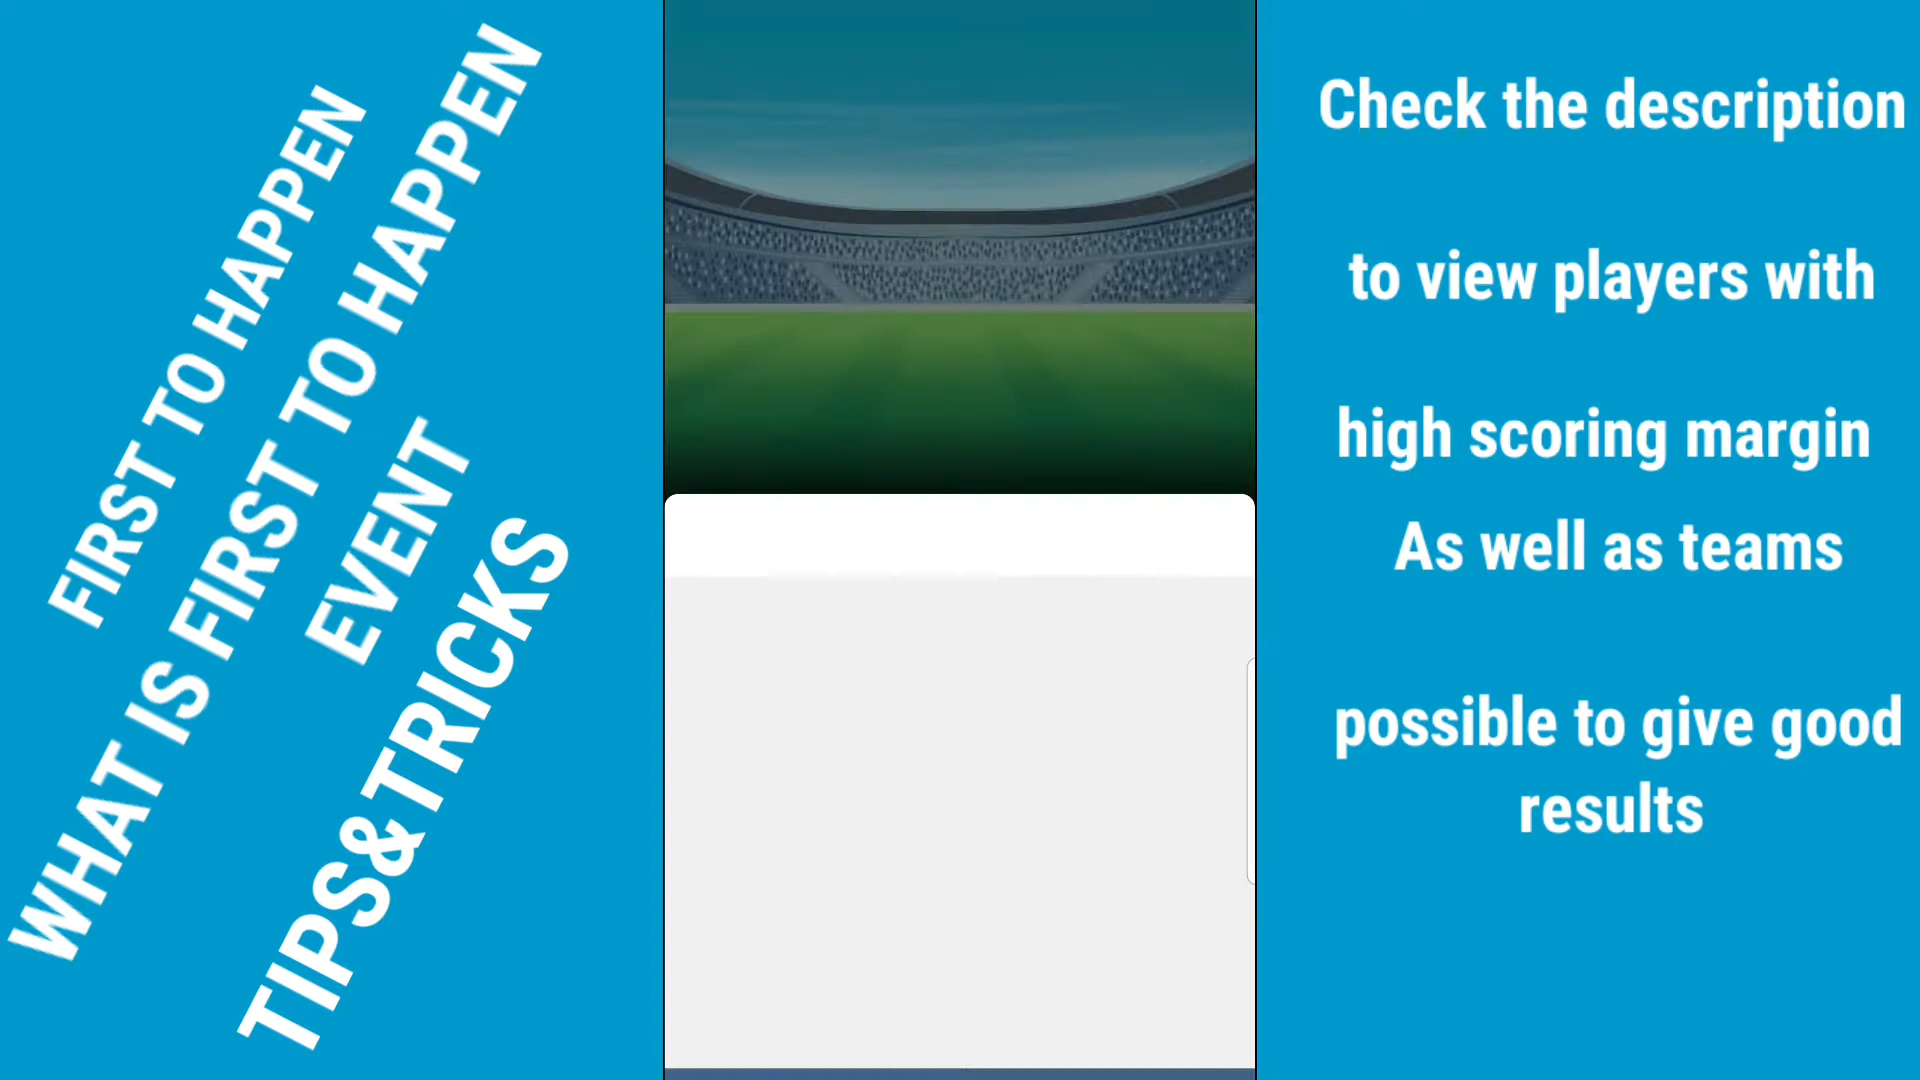 FIRST TO HAPPEN
WHAT IS FIRST TO HAPPEN
EVENT
TIPS&TRICKS
Check the description
to view players with
high scoring margin
As well as teams
possible to give good
results